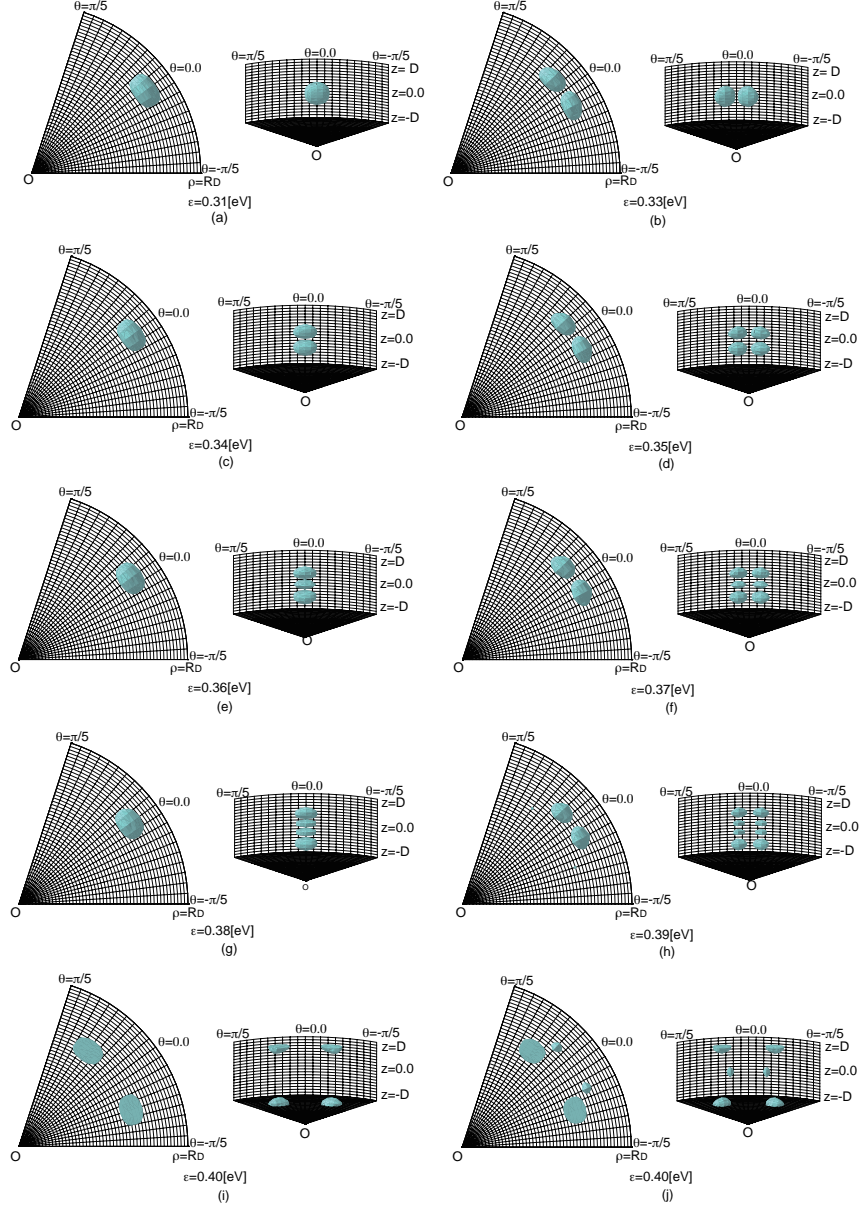 θ=π/5
θ=0.0
θ=-π/5
ρ=RD
O
θ=π/5 θ=0.0 θ=-π/5
z= D
z=0.0
z=-D
O
ε=0.31[eV]
(a)
θ=π/5
θ=0.0
θ=-π/5
ρ=RD
O
θ=π/5 θ=0.0 θ=-π/5
z= D
z=0.0
z=-D
O
ε=0.33[eV]
(b)
θ=π/5
θ=0.0
θ=-π/5
ρ=RD
O
θ=π/5 θ=0.0 θ=-π/5
z=D
z=0.0
z=-D
O
ε=0.34[eV]
(c)
θ=π/5
θ=0.0
θ=-π/5
ρ=RD
O
θ=π/5 θ=0.0 θ=-π/5
z=D
z=0.0
z=-D
O
ε=0.35[eV]
(d)
θ=π/5
θ=0.0
θ=-π/5
ρ=RD
O
θ=π/5 θ=0.0 θ=-π/5
z=D
z=0.0
z=-D
O
ε=0.36[eV]
(e)
θ=π/5
θ=0.0
θ=-π/5
ρ=RD
O
θ=π/5 θ=0.0 θ=-π/5
z=D
z=0.0
z=-D
O
ε=0.37[eV]
(f)
θ=π/5
θ=0.0
θ=-π/5
ρ=RD
O
θ=π/5 θ=0.0 θ=-π/5
z=D
z=0.0
z=-D
O
ε=0.38[eV]
(g)
θ=π/5
θ=0.0
θ=-π/5
ρ=RD
O
θ=π/5 θ=0.0 θ=-π/5
z=D
z=0.0
z=-D
O
ε=0.39[eV]
(h)
θ=π/5
θ=0.0
θ=-π/5
ρ=RD
O
θ=π/5 θ=0.0 θ=-π/5
z=D
z=0.0
z=-D
O
ε=0.40[eV]
(i)
θ=π/5
θ=0.0
θ=-π/5
ρ=RD
O
θ=π/5 θ=0.0 θ=-π/5
z=D
z=0.0
z=-D
O
ε=0.40[eV]
(j)